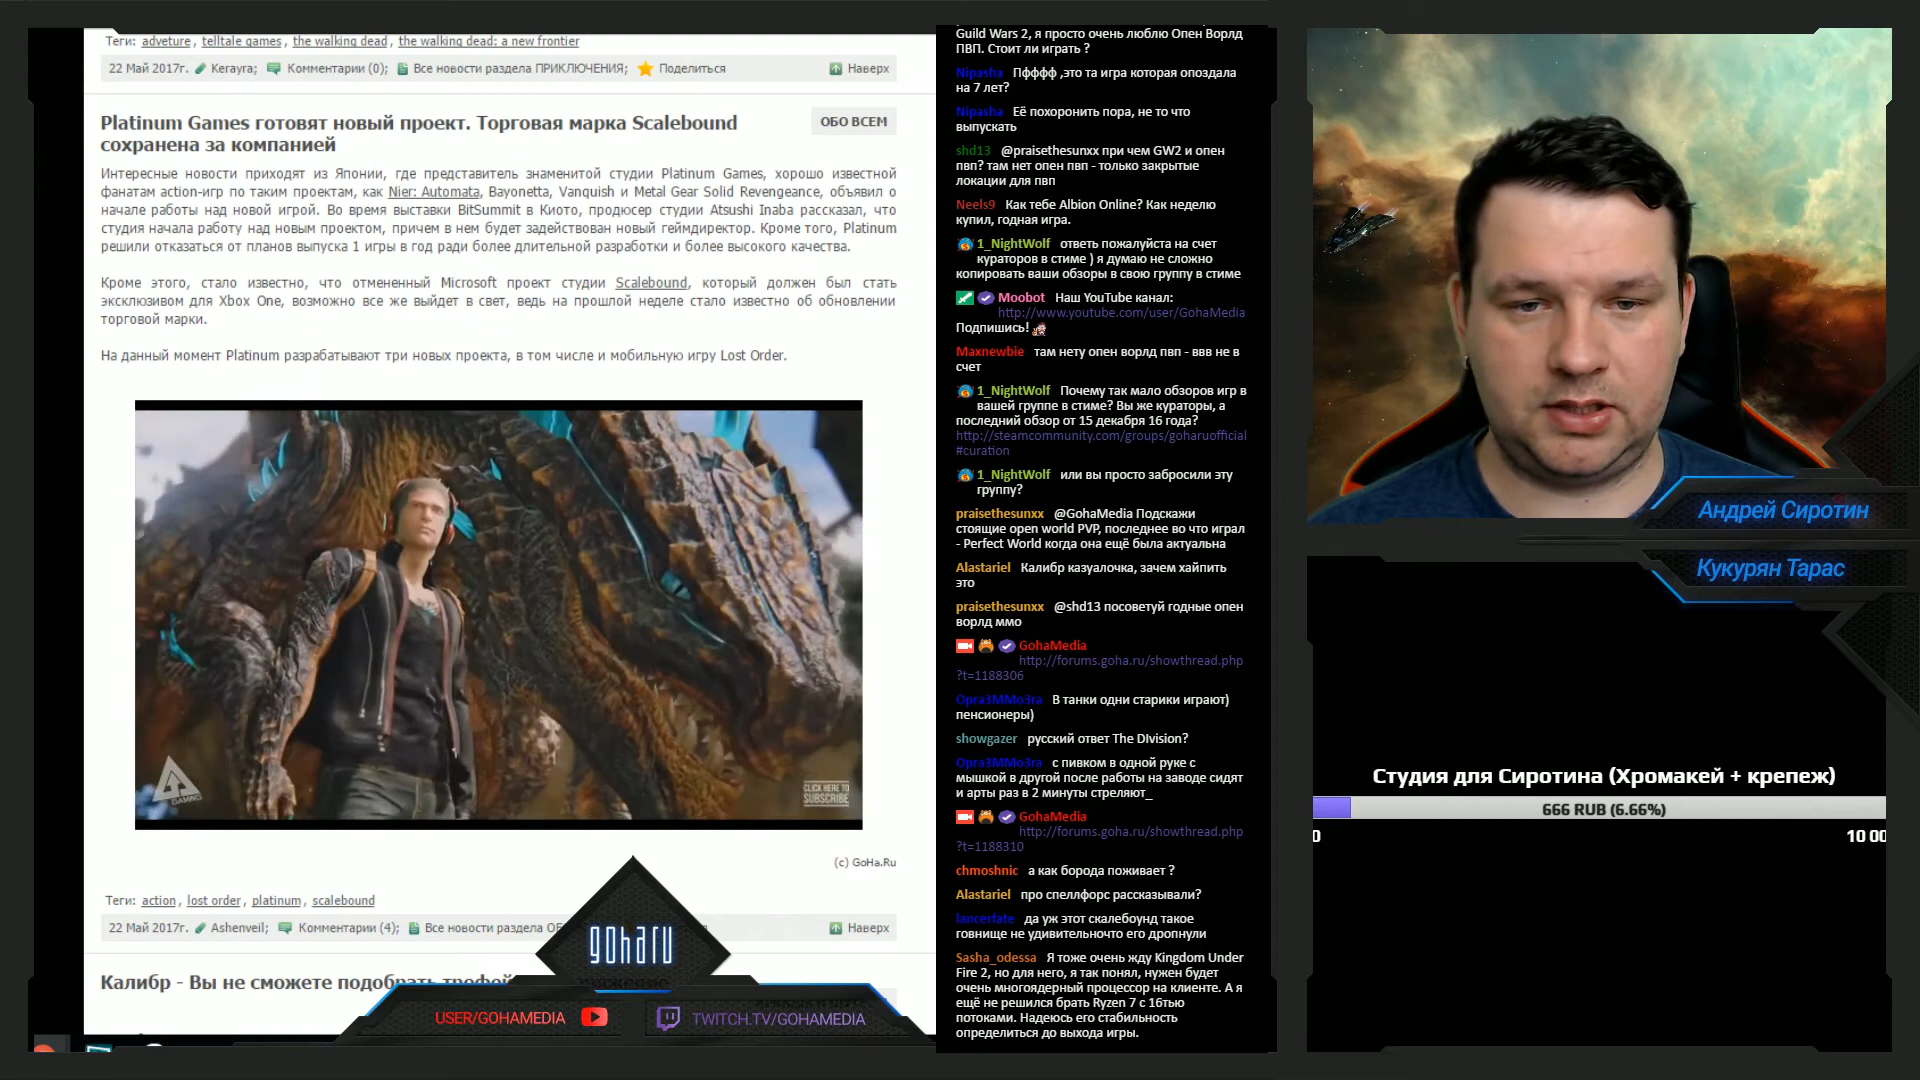 Теги: adveture , telltale games , the walking dead , the walking dead: a new frontier
22 Май 2017г. Kerayra; Комментарии (0); Все новости раздела ПРИКЛЮЧЕНИЯ; Поделиться Наверх
Platinum Games готовят новый проект. Торговая марка Scalebound
сохранена за компанией
ОБО ВСЕМ
Интересные новости приходят из Японии, где представитель знаменитой студии Platinum Games, хорошо известной
фанатам action-игр по таким проектам, как Nier: Automata, Bayonetta, Vanquish и Metal Gear Solid Revengeance, объявил о
начале работы над новой игрой. Во время выставки BitSummit в Киото, продюсер студии Atsushi Inaba рассказал, что
студия начала работу над новым проектом, причем в нем будет задействован новый геймдиректор. Кроме того, Platinum
решили отказаться от планов выпуска 1 игры в год ради более длительной разработки и более высокого качества.
Кроме этого, стало известно, что отмененный Microsoft проект студии Scalebound, который должен был стать
эксклюзивом для Xbox One, возможно все же выйдет в свет, ведь на прошлой неделе стало известно об обновлении
торговой марки.
На данный момент Platinum разрабатывают три новых проекта, в том числе и мобильную игру Lost Order.
GAMING
CLICK HERE TO
SUBSCRIBE
(c) GoHa.Ru
Теги: action , lost order , platinum , scalebound
22 Май 2017г. Ashenveil; Комментарии (4); Все новости раздела Наверх
Калибр - Вы не сможете подобрать
goharu
USER/GOHAMEDIA
TWITCH.TV/GOHAMEDIA
Guild Wars 2, я просто очень люблю Опен Ворлд
ПВП. Стоит ли играть ?
Nipasha Пфффф ,это та игра которая опоздала
на 7 лет?
Nipasha Её похоронить пора, не то что
выпускать
shd13 @praisethesunxx при чем GW2 и опен
пвп? там нет опен пвп - только закрытые
локации для пвп
Neels9 Как тебе Albion Online? Как неделю
купил, годная игра.
1_NightWolf ответь пожалуйста на счет
кураторов в стиме ) я думаю не сложно
копировать ваши обзоры в свою группу в стиме
Moobot Наш YouTube канал:
http://www.youtube.com/user/GohaMedia
Подпишись!
Maxnewbie там нету опен ворлд пвп - ввв не в
счет
1_NightWolf Почему так мало обзоров игр в
вашей группе в стиме? Вы же кураторы, а
последний обзор от 15 декабря 16 года?
http://steamcommunity.com/groups/goharuofficial
#curation
1_NightWolf или вы просто забросили эту
группу?
praisethesunxx @GohaMedia Подскажи
стоящие open world PVP, последнее во что играл
- Perfect World когда она ещё была актуальна
Alastariel Калибр казуалочка, зачем хайпить
это
praisethesunxx @shd13 посоветуй годные опен
ворлд ммо
GohaMedia
http://forums.goha.ru/showthread.php
?t=1188306
Opra3MMo3ra В танки одни старики играют)
пенсионеры)
showgazer русский ответ The DIvision?
Opra3MMo3ra с пивком в одной руке с
мышкой в другой после работы на заводе сидят
и арты раз в 2 минуты стреляют_
GohaMedia
http://forums.goha.ru/showthread.php
?t=1188310
chmoshnic а как борода поживает ?
Alastariel про спеллфорс рассказывали?
lancerfate да уж этот скалебоунд такое
говнище не удивительночто его дропнули
Sasha_odessa Я тоже очень жду Kingdom Under
Fire 2, но для него, я так понял, нужен будет
очень многоядерный процессор на клиенте. А я
ещё не решился брать Ryzen 7 с 16тью
потоками. Надеюсь его стабильность
определиться до выхода игры.
Андрей Сиротин
Кукурян Тарас
Студия для Сиротина (Хромакей + крепеж)
666 RUB (6.66%)
0
10 00